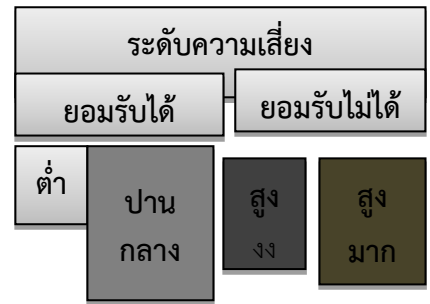 ระดับความเสี่ยง
ยอมรับได้ ยอมรับไม่ได้
ต่ำ
ปาน
กลาง
สูง
งง
สูง
มาก